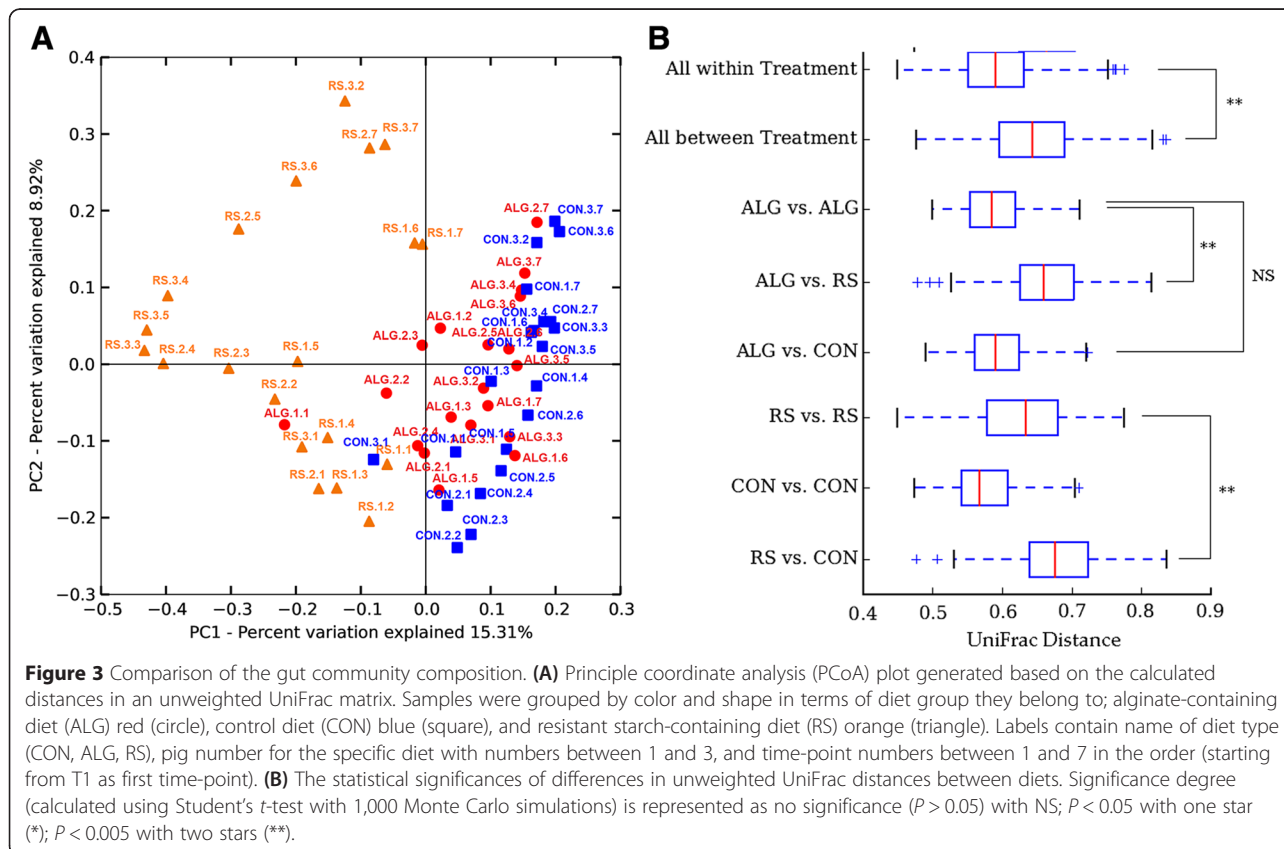 A
B
0.4
0.3
0.2
0.1
0.0
−0.1
−0.2
−0.3
PC2 - Percent variation explained 8.92%
RS.3.2
RS.2.7
RS.3.7
RS.3.6
RS.2.5
RS.1.6
RS.1.7
RS.3.4
RS.3.5
RS.3.3
RS.2.4
RS.2.3
RS.1.5
RS.2.2
ALG.1.1
RS.1.4
RS.3.1
CON.3.1
RS.1.1
RS.2.1
RS.1.3
RS.1.2
ALG.2.7
CON.3.7
CON.3.6
CON.3.2
ALG.3.7
ALG.3.4
CON.1.7
ALG.3.6
ALG.1.2
CON.3.4
CON.2.7
CON.1.6
CON.3.3
ALG.2.3
ALG.2.5
ALG.2.6
CON.1.2
CON.3.5
ALG.3.5
CON.1.3
ALG.2.2
ALG.3.2
CON.1.4
ALG.1.3
ALG.1.7
CON.2.6
ALG.2.4
CON.1.1
ALG.3.1
CON.1.5
ALG.3.3
ALG.2.1
ALG.1.6
ALG.1.5
CON.2.5
CON.2.1
CON.2.4
CON.2.3
CON.2.2
−0.5 −0.4 −0.3 −0.2 −0.1 0.0 0.1 0.2 0.3
PC1 - Percent variation explained 15.31%
All within Treatment
All between Treatment
ALG vs. ALG
ALG vs. RS
ALG vs. CON
RS vs. RS
CON vs. CON
RS vs. CON
**
**
NS
**
0.4 0.5 0.6 0.7 0.8 0.9
UniFrac Distance
Figure 3 Comparison of the gut community composition. (A) Principle coordinate analysis (PCoA) plot generated based on the calculated
distances in an unweighted UniFrac matrix. Samples were grouped by color and shape in terms of diet group they belong to; alginate-containing
diet (ALG) red (circle), control diet (CON) blue (square), and resistant starch-containing diet (RS) orange (triangle). Labels contain name of diet type
(CON, ALG, RS), pig number for the specific diet with numbers between 1 and 3, and time-point numbers between 1 and 7 in the order (starting
from T1 as first time-point). (B) The statistical significances of differences in unweighted UniFrac distances between diets. Significance degree
(calculated using Student's t-test with 1,000 Monte Carlo simulations) is represented as no significance (P > 0.05) with NS; P < 0.05 with one star
(*); P < 0.005 with two stars (**).